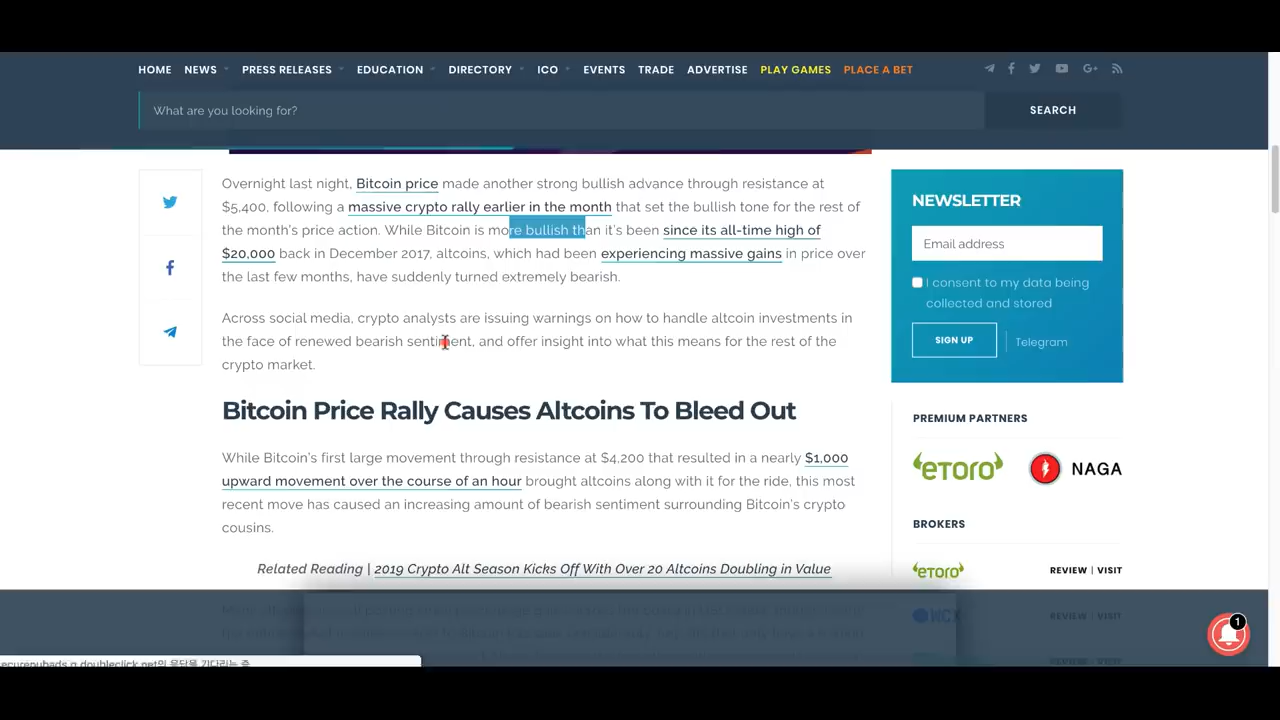 HOME NEWS PRESS RELEASES EDUCATION DIRECTORY ICO EVENTS TRADE ADVERTISE PLAY GAMES PLACE A BET
What are you looking for?
SEARCH
Overnight last night, Bitcoin price made another strong bullish advance through resistance at
$5,400, following a massive crypto rally earlier in the month that set the bullish tone for the rest of
the month's price action. While Bitcoin is more bullish than it's been since its all-time high of
$20,000 back in December 2017, altcoins, which had been experiencing massive gains in price over
the last few months, have suddenly turned extremely bearish.
Across social media, crypto analysts are issuing warnings on how to handle altcoin investments in
the face of renewed bearish sentiment, and offer insight into what this means for the rest of the
crypto market.
Bitcoin Price Rally Causes Altcoins To Bleed Out
While Bitcoin's first large movement through resistance at $4,200 that resulted in a nearly $1,000
upward movement over the course of an hour brought altcoins along with it for the ride, this most
recent move has caused an increasing amount of bearish sentiment surrounding Bitcoin's crypto
cousins.
Related Reading | 2019 Crypto Alt Season Kicks Off With Over 20 Altcoins Doubling in Value
NEWSLETTER
Email address
I consent to my data being
collected and stored
SIGN UP
Telegram
PREMIUM PARTNERS
eToro
NAGA
BROKERS
eToro REVIEW | VISIT
WCX REVIEW | VISIT
1